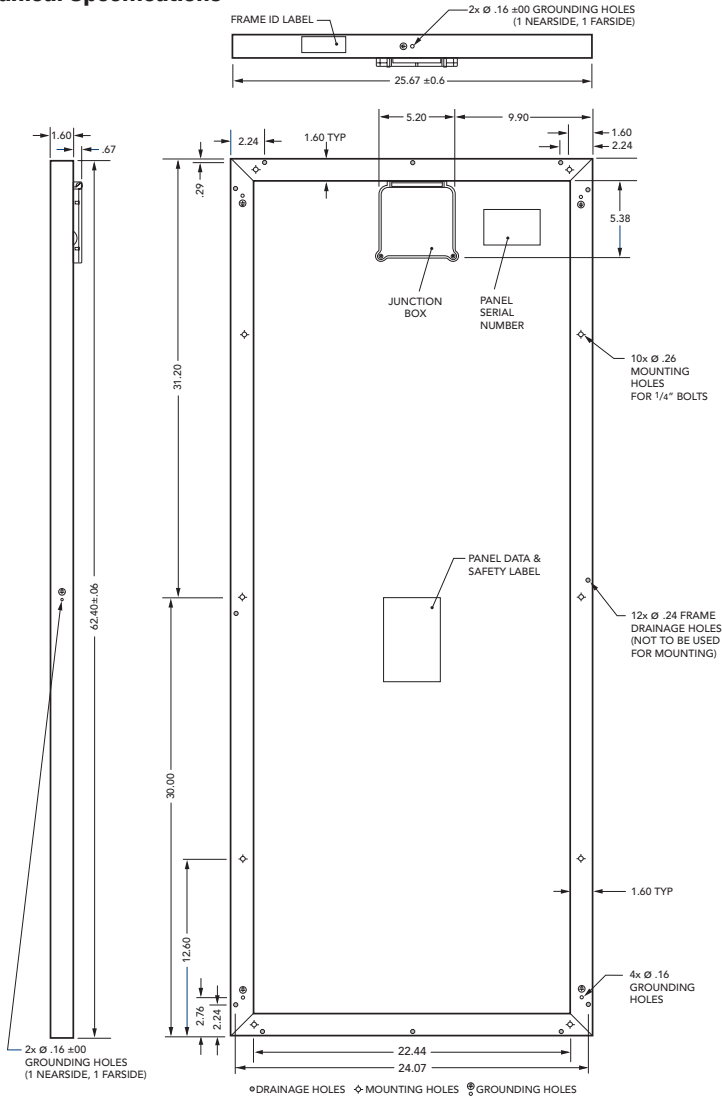 FRAME ID LABEL
2x Ø .16 ±00 GROUNDING HOLES
(1 NEARSIDE, 1 FARSIDE)
25.67 ±0.6
1.60
.67
2.24
1.60 TYP
5.20
9.90
1.60
2.24
.29
5.38
JUNCTION
BOX
PANEL
SERIAL
NUMBER
31.20
10x Ø .26
MOUNTING
HOLES
FOR 1/4" BOLTS
PANEL DATA &
SAFETY LABEL
62.40±.06
12x Ø .24 FRAME
DRAINAGE HOLES
(NOT TO BE USED
FOR MOUNTING)
30.00
12.60
1.60 TYP
2.76
2.24
4x Ø .16
GROUNDING
HOLES
2x Ø .16 ±00
GROUNDING HOLES
(1 NEARSIDE, 1 FARSIDE)
22.44
24.07
DRAINAGE HOLES MOUNTING HOLES GROUNDING HOLES